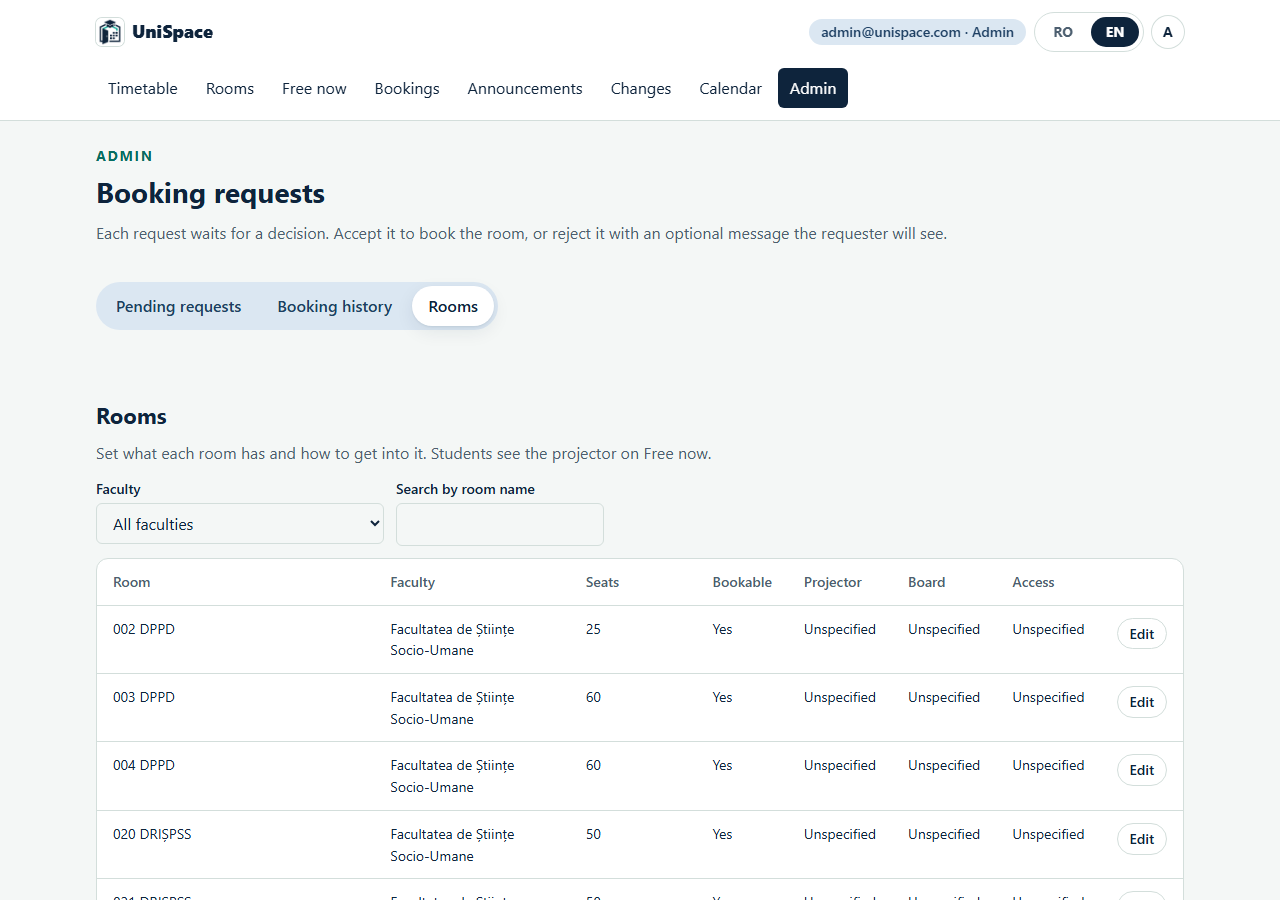 UniSpace
admin@unispace.com · Admin
RO
EN
A
Timetable
Rooms
Free now
Bookings
Announcements
Changes
Calendar
Admin
ADMIN
Booking requests
Each request waits for a decision. Accept it to book the room, or reject it with an optional message the requester will see.
Pending requests
Booking history
Rooms
Rooms
Set what each room has and how to get into it. Students see the projector on Free now.
Faculty
Search by room name
All faculties
Room Faculty Seats Bookable Projector Board Access
002 DPPD Facultatea de Științe Socio-Umane 25 Yes Unspecified Unspecified Unspecified Edit
003 DPPD Facultatea de Științe Socio-Umane 60 Yes Unspecified Unspecified Unspecified Edit
004 DPPD Facultatea de Științe Socio-Umane 60 Yes Unspecified Unspecified Unspecified Edit
020 DRIȘPSS Facultatea de Științe Socio-Umane 50 Yes Unspecified Unspecified Unspecified Edit